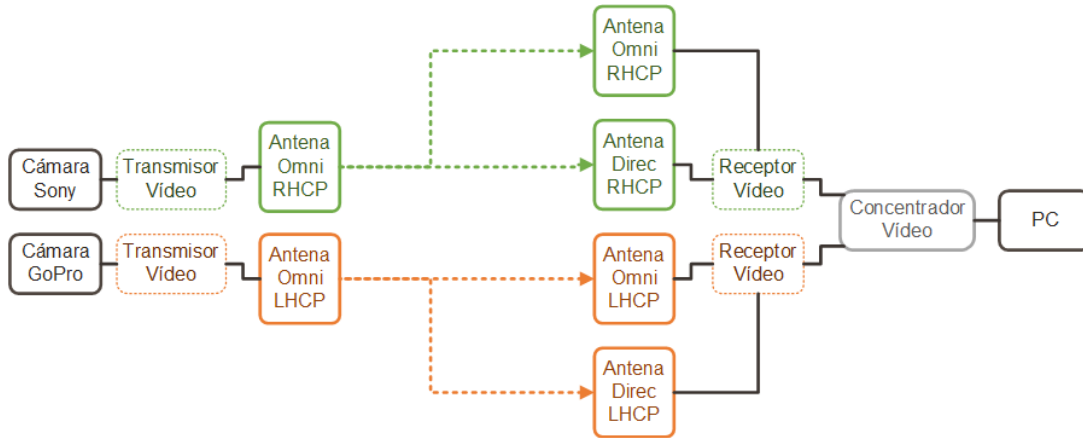 Antena
Omni
RHCP
Cámara
Sony
Transmisor
Vídeo
Antena
Omni
RHCP
Antena
Direc
RHCP
Receptor
Vídeo
Concentrador
Vídeo
PC
Cámara
GoPro
Transmisor
Vídeo
Antena
Omni
LHCP
Antena
Omni
LHCP
Receptor
Vídeo
Antena
Direc
LHCP